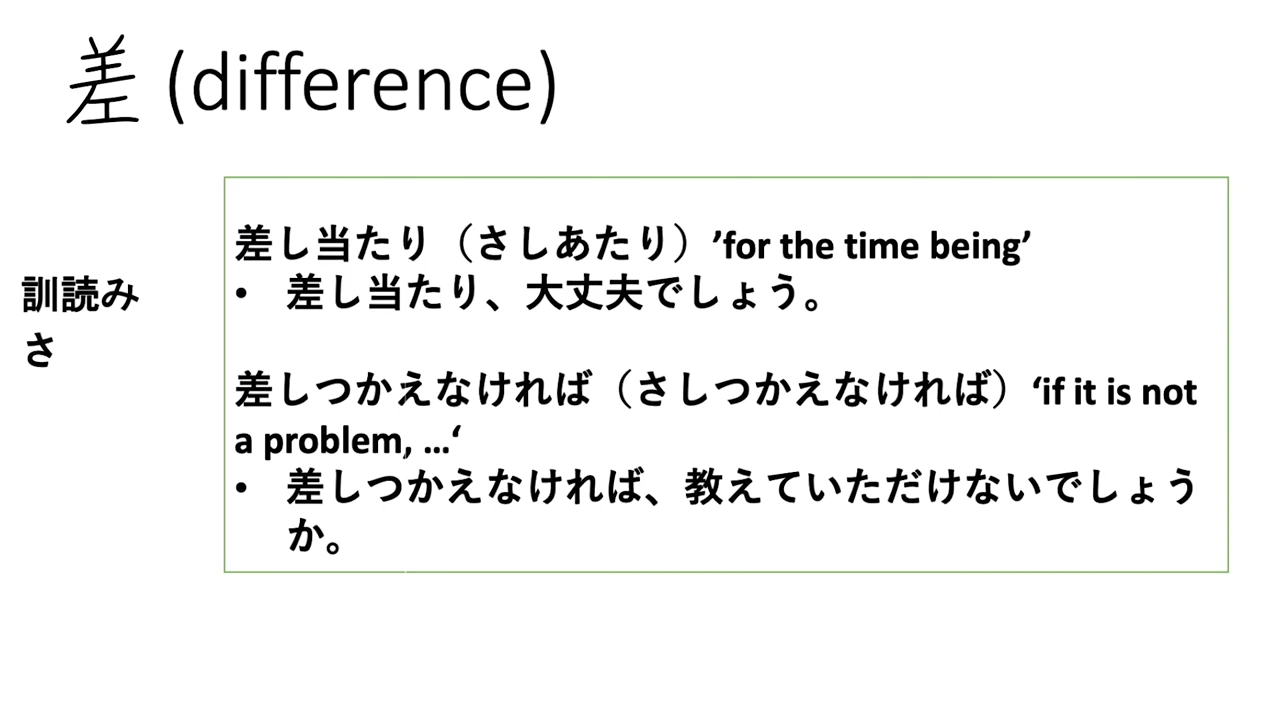 差 (difference)
訓読み
さ
差し当たり（さしあたり）’for the time being’
• 差し当たり、大丈夫でしょう。
差しつかえなければ（さしつかえなければ）‘if it is not
a problem, …‘
• 差しつかえなければ、教えていただけないでしょう
か。